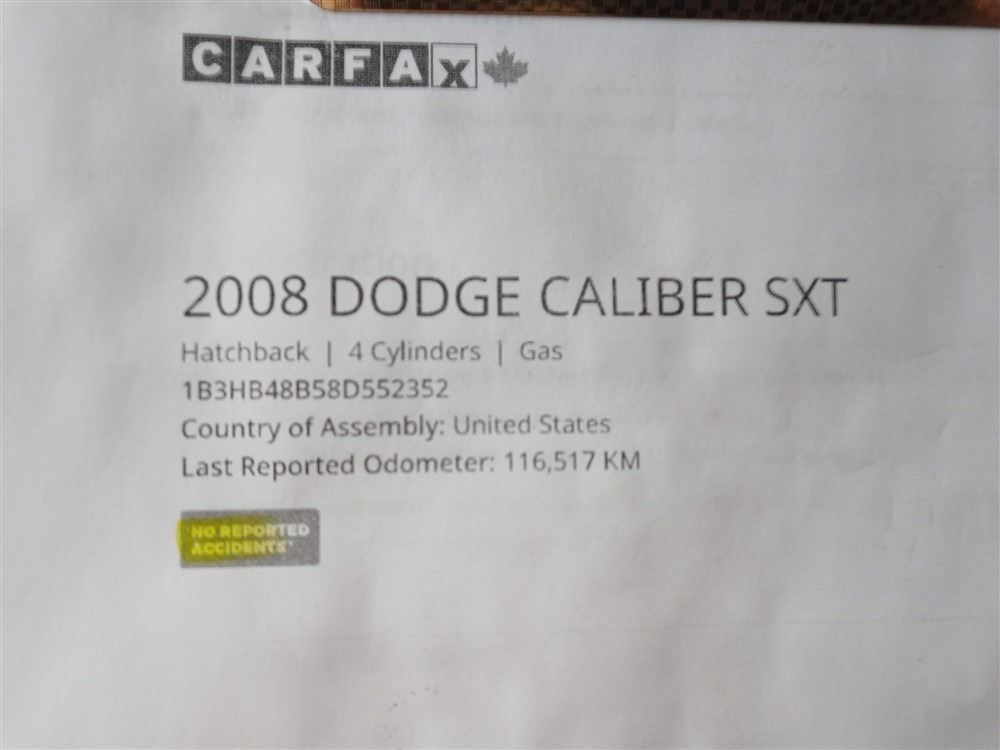 CARFAX
2008 DODGE CALIBER SXT
Hatchback | 4 Cylinders | Gas
1B3HB48B58D552352
Country of Assembly: United States
Last Reported Odometer: 116,517 KM
NO REPORTED
ACCIDENTS*